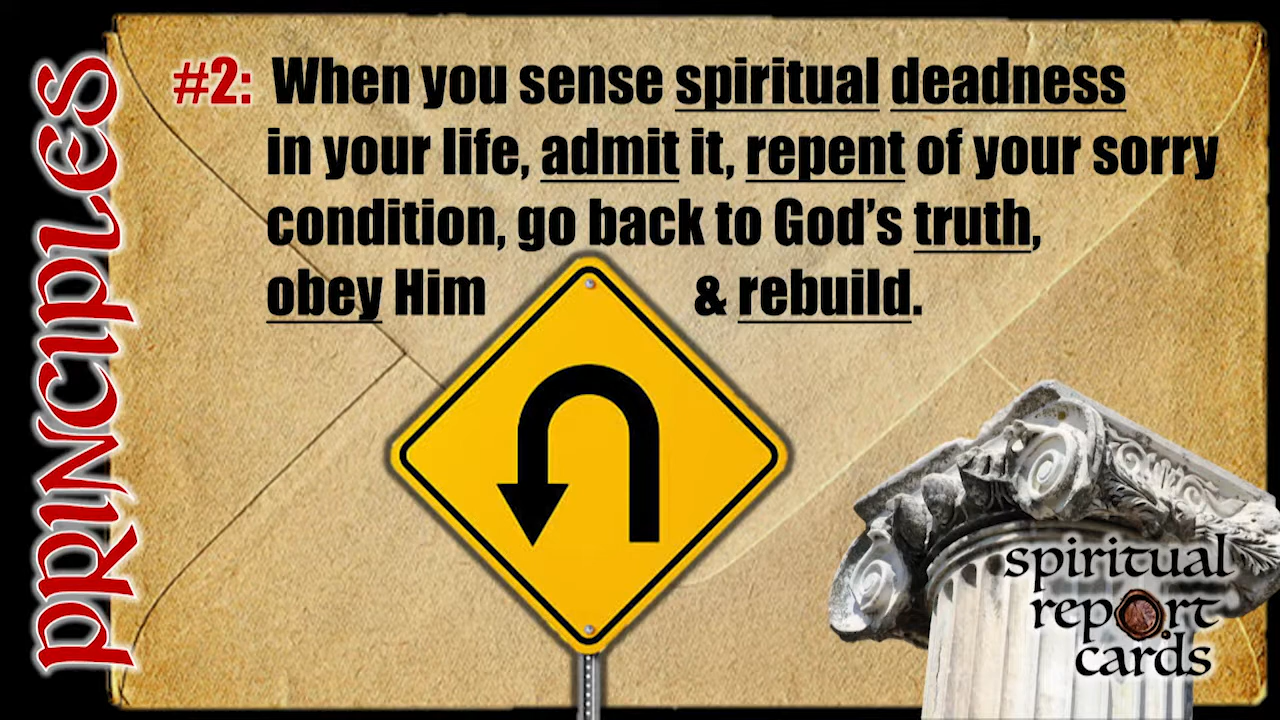 PRINCIPLES
#2: When you sense spiritual deadness
in your life, admit it, repent of your sorry
condition, go back to God’s truth,
obey Him & rebuild.
spiritual
report
cards